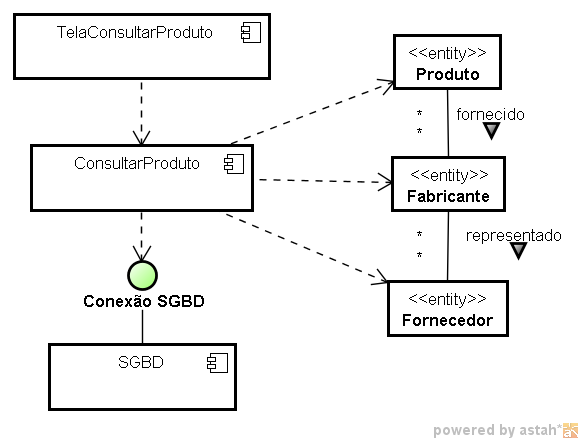 TelaConsultarProduto
<<entity>>
Produto
* fornecido
*
ConsultarProduto
<<entity>>
Fabricante
* representado
*
Conexão SGBD
<<entity>>
Fornecedor
SGBD
powered by astah*